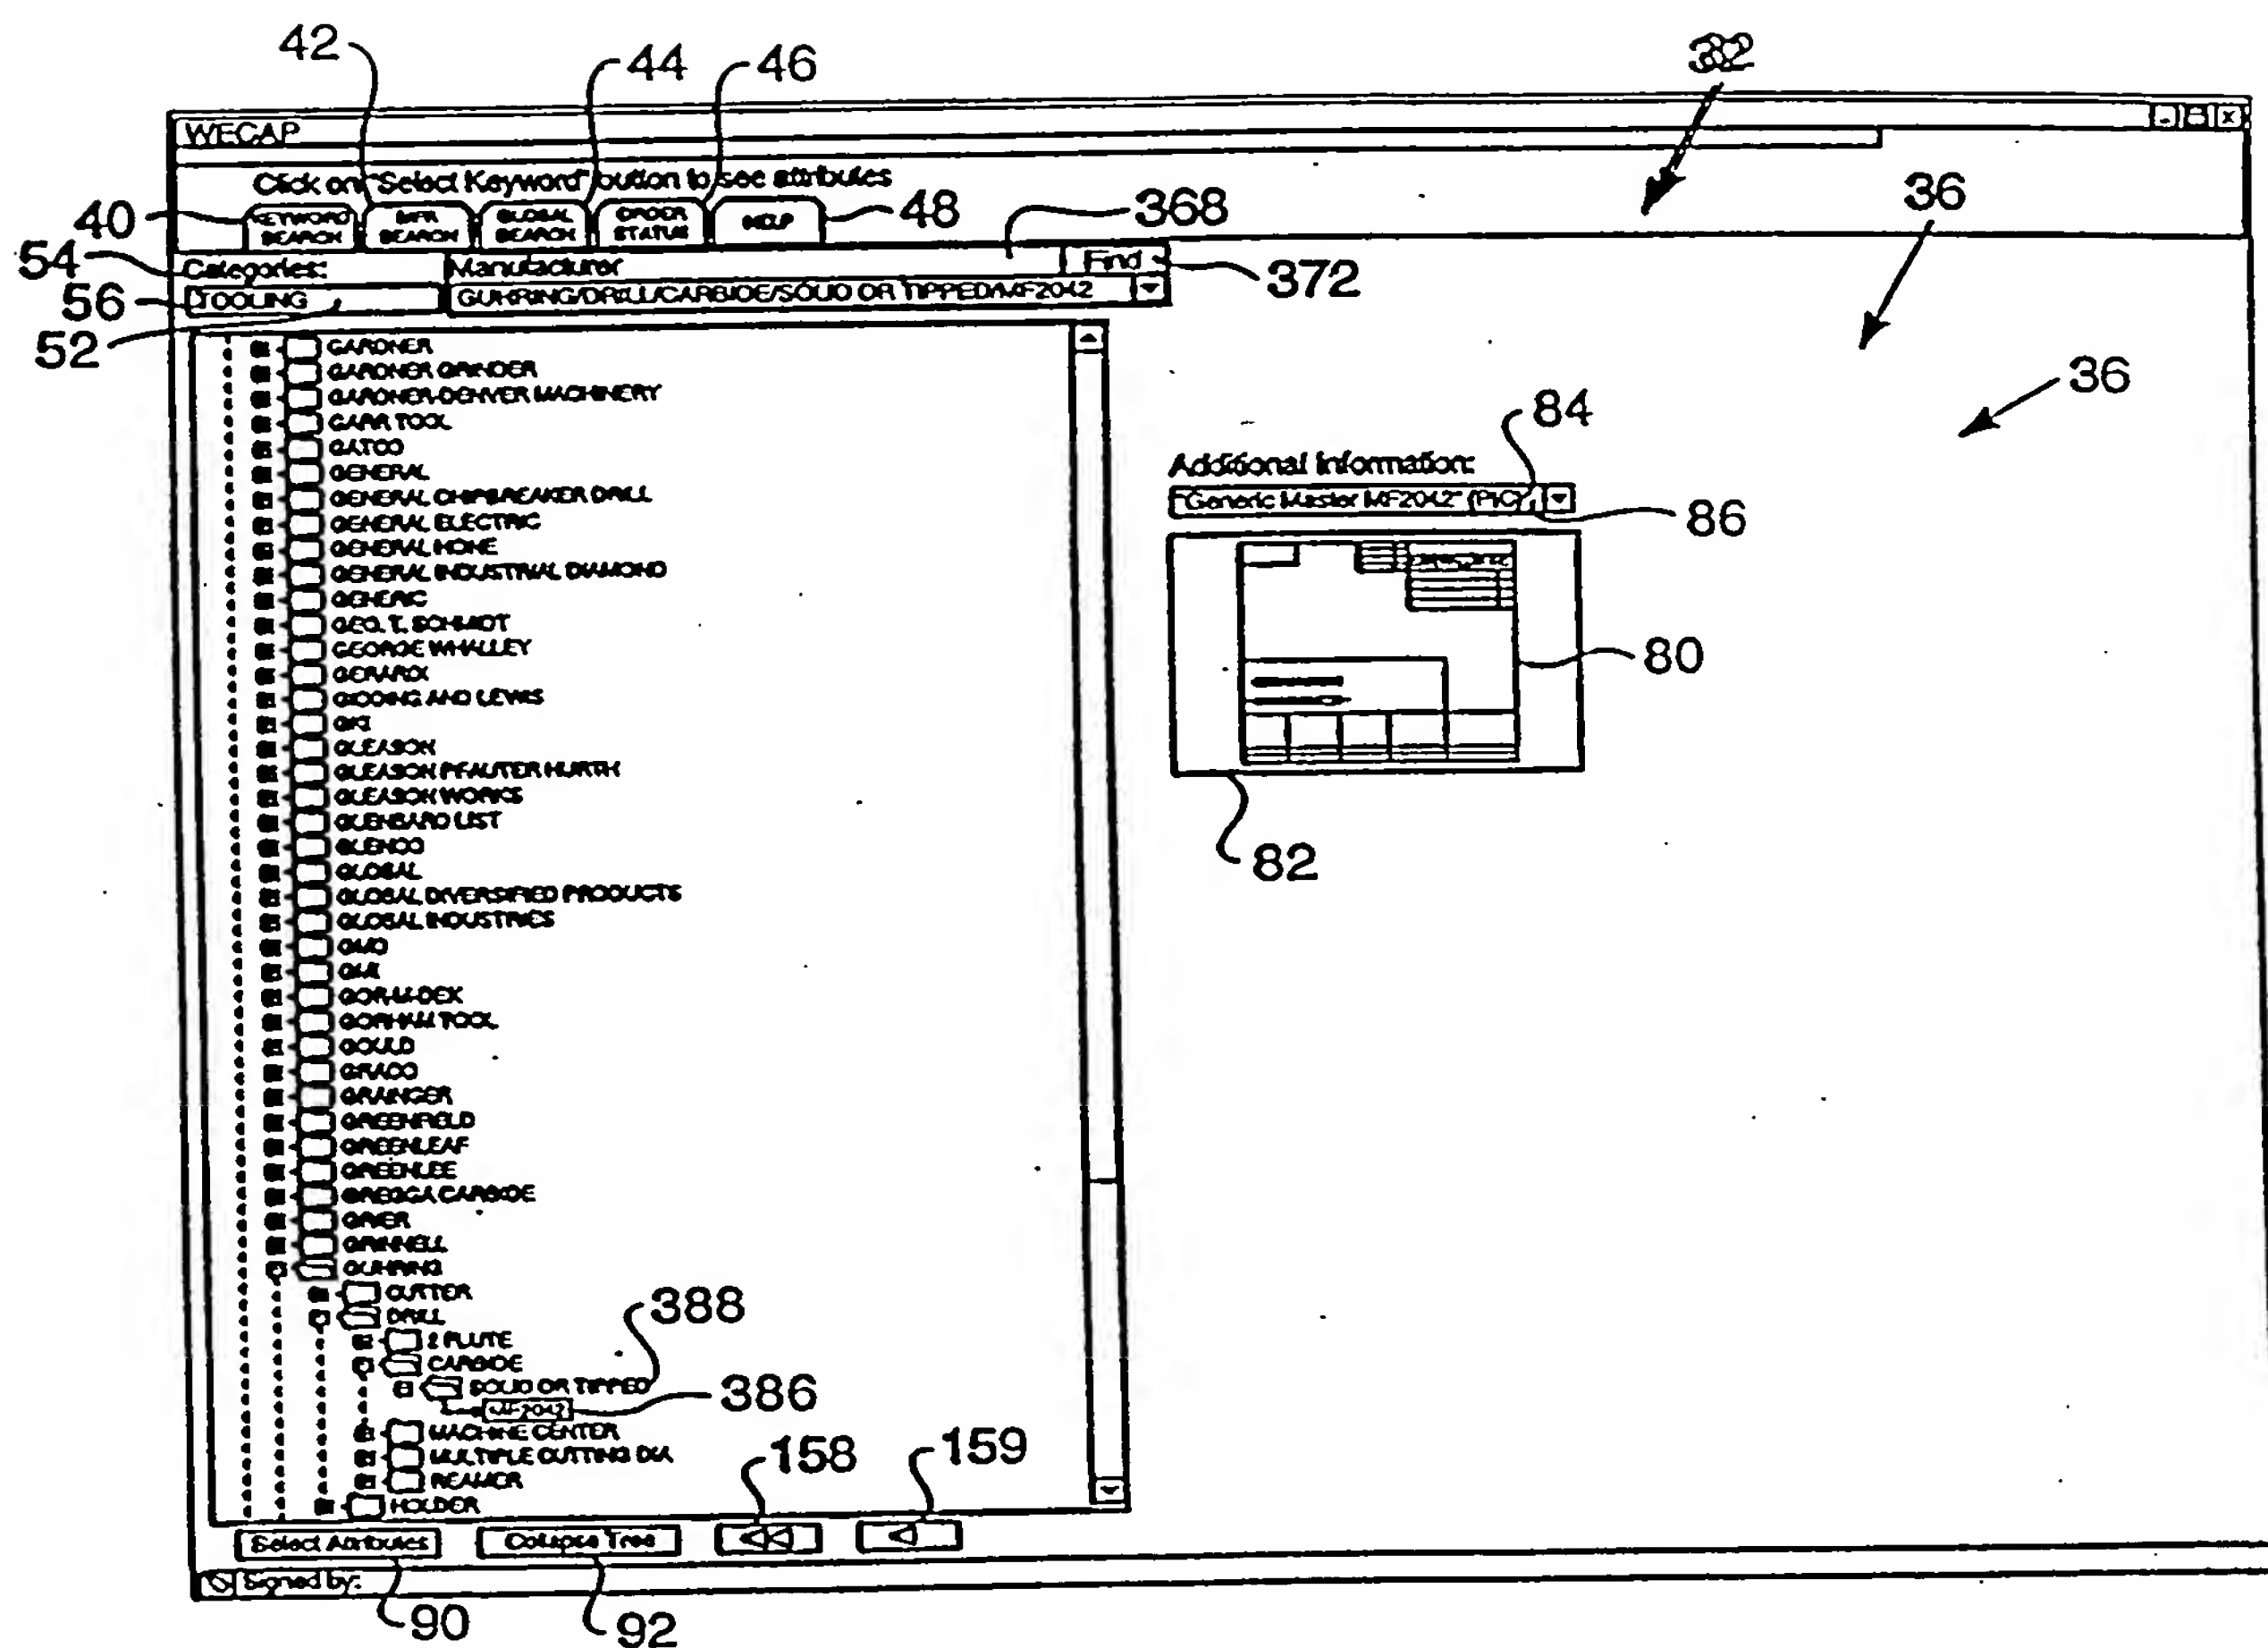 42
44
46
32
WECAP
Click on "Select Keyword" button to see attributes
36
40
KEYWORD SEARCH
MFR SEARCH
GLOBAL SEARCH
ORDER STATUS
HELP
48
368
54
Categories:
Manufacturer
Find
372
56
TOOLING
GUHRING/DRILL/CARBIDE/SOLID OR TIPPED/MF2042
52
GARDNER
GARDNER GRINDER
GARDNER-DENVER MACHINERY
36
GARR TOOL
84
GATCO
GENERAL
Additional Information:
GENERAL CHIPBREAKER DRILL
"Generic Master MF2042" (PIC)
GENERAL ELECTRIC
86
GENERAL HONE
GENERAL INDUSTRIAL DIAMOND
GENERIC
GEO. T. SCHMIDT
GEORGE WHALLEY
80
GERARDI
GIDDING AND LEWIS
GLEASON
GLEASON PFAUTER HURTH
GLEASON WORKS
GLENBARD LIST
GLENCO
82
GLOBAL
GLOBAL DIVERSIFIED PRODUCTS
GLOBAL INDUSTRIES
GORHAM TOOL
GOULD
GRACO
GRAINGER
GREENFIELD
GREENLEAF
GREENLEE
GREGGA CARBIDE
GRIER
GRINNELL
GUHRING
CUTTER
388
DRILL
2 FLUTE
CARBIDE
SOLID OR TIPPED
386
MF2042
MACHINE CENTER
158
159
MULTIPLE CUTTING DIA
REAMER
HOLDER
Select Attributes
Collapse Tree
Signed by:
90
92